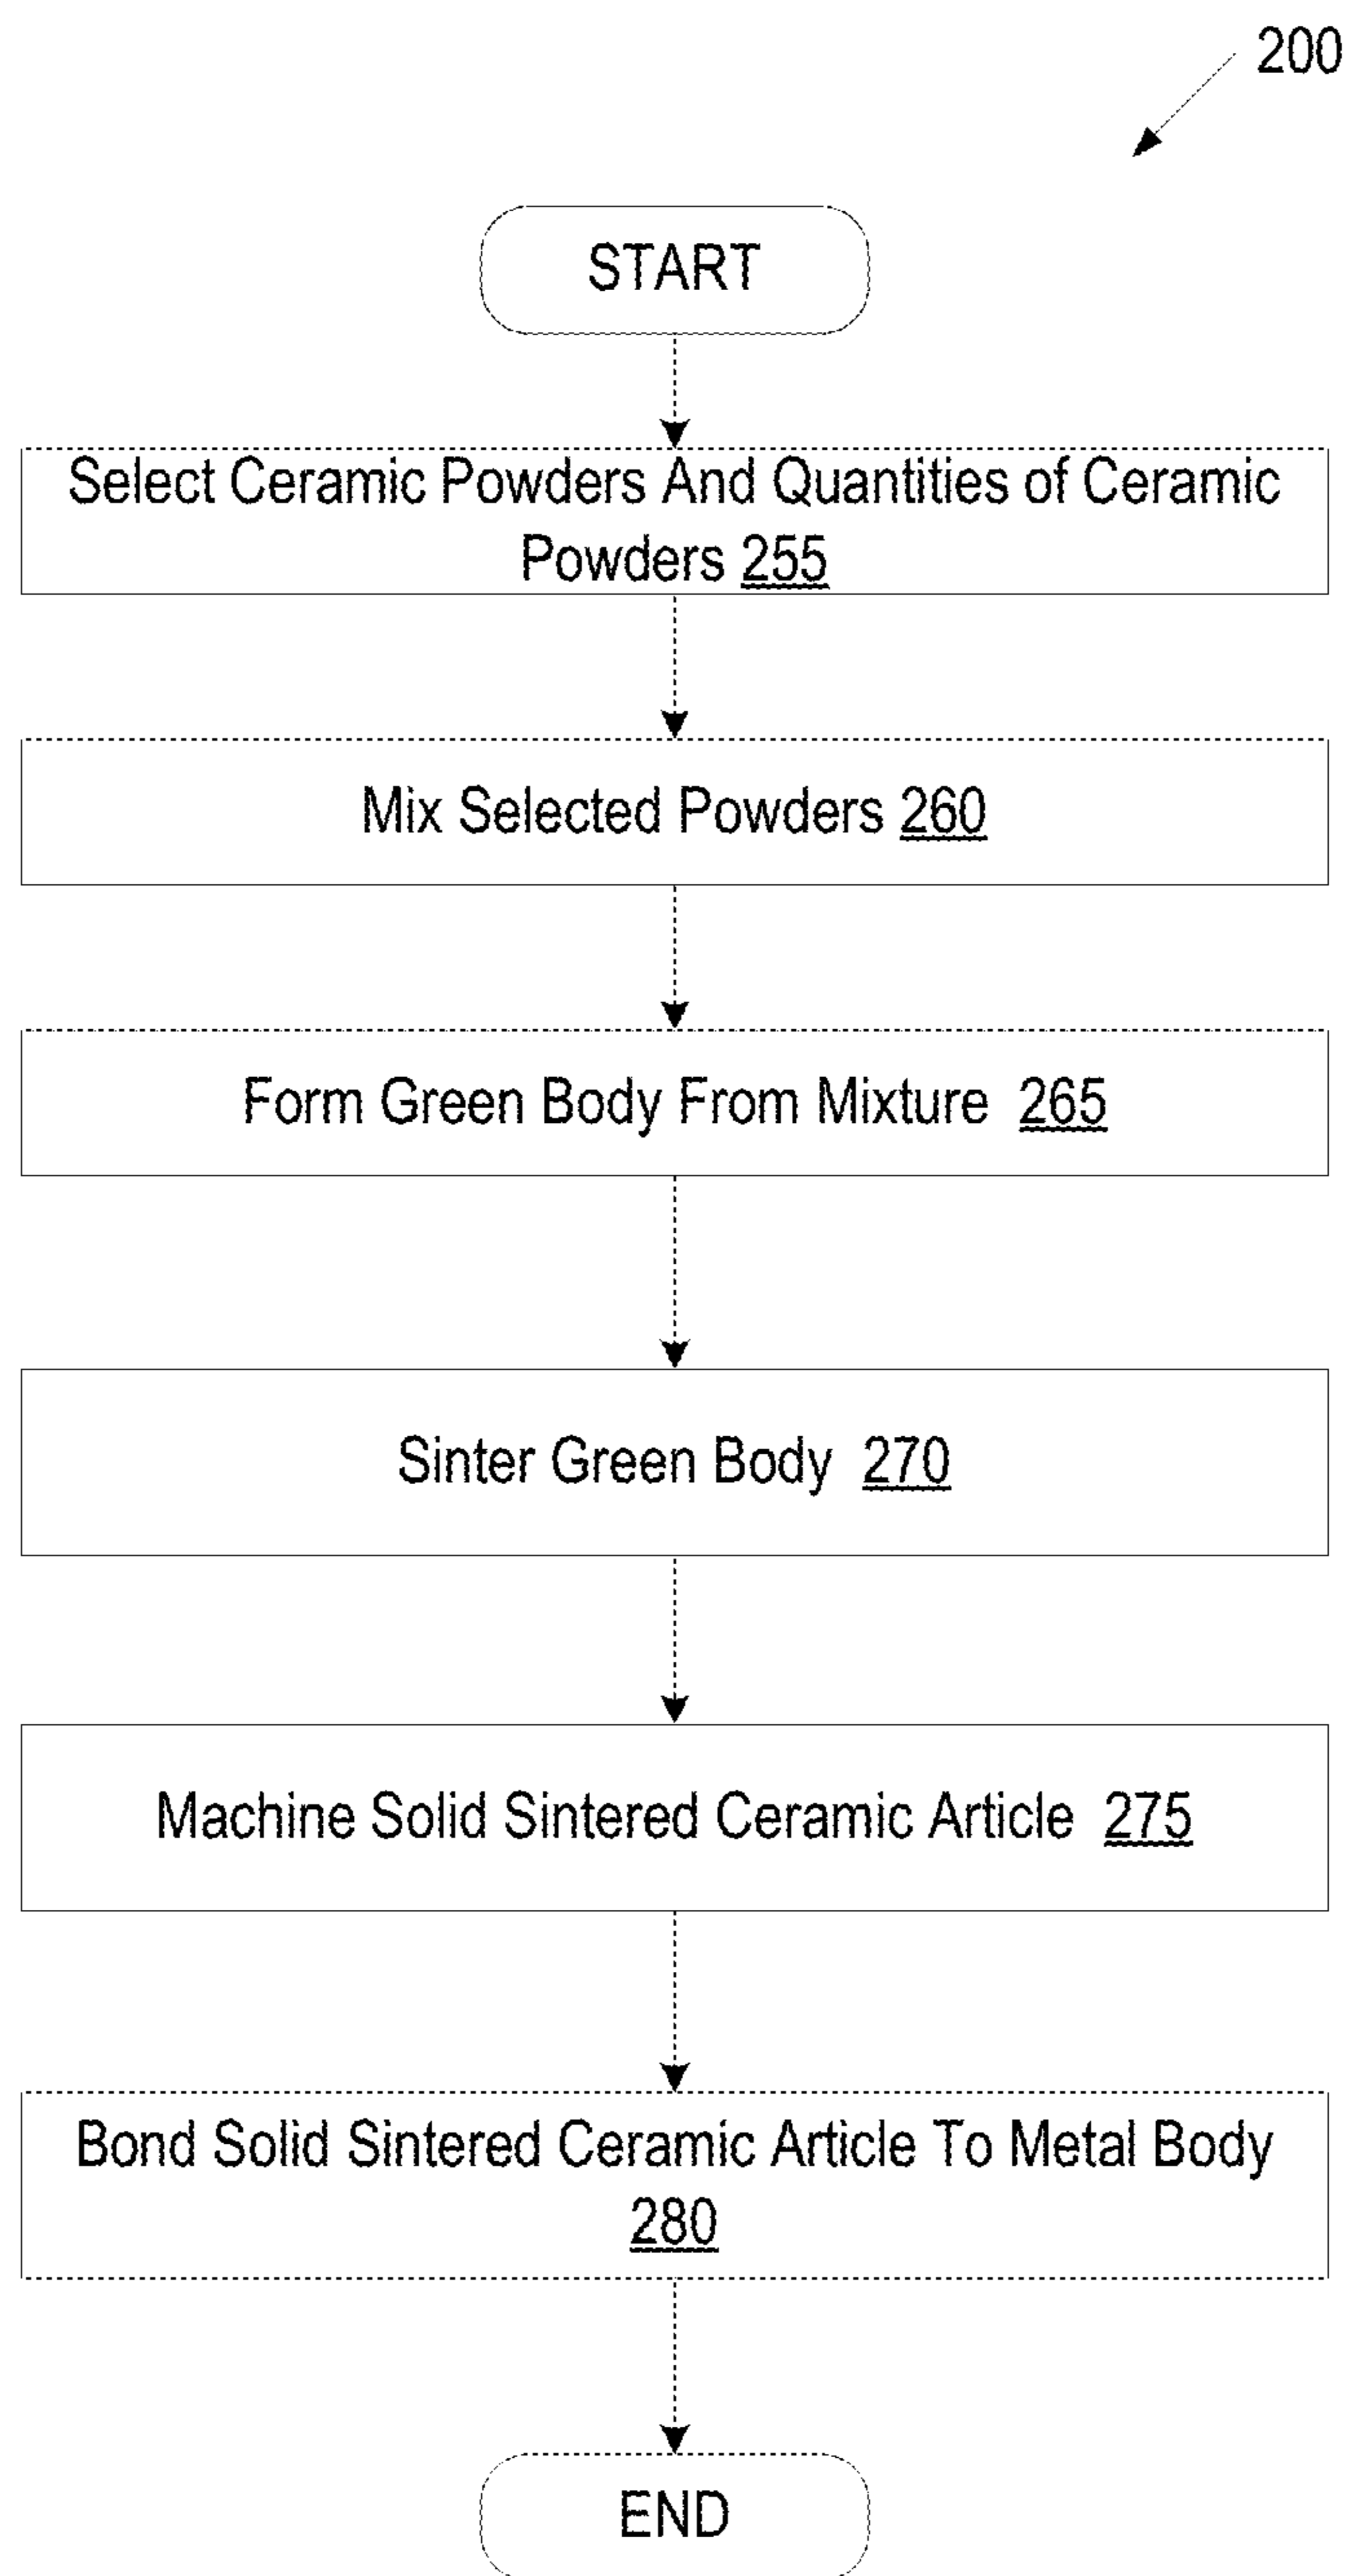 200
START
Select Ceramic Powders And Quantities of Ceramic
Powders 255
Mix Selected Powders 260
Form Green Body From Mixture 265
Sinter Green Body 270
Machine Solid Sintered Ceramic Article 275
Bond Solid Sintered Ceramic Article To Metal Body
280
END